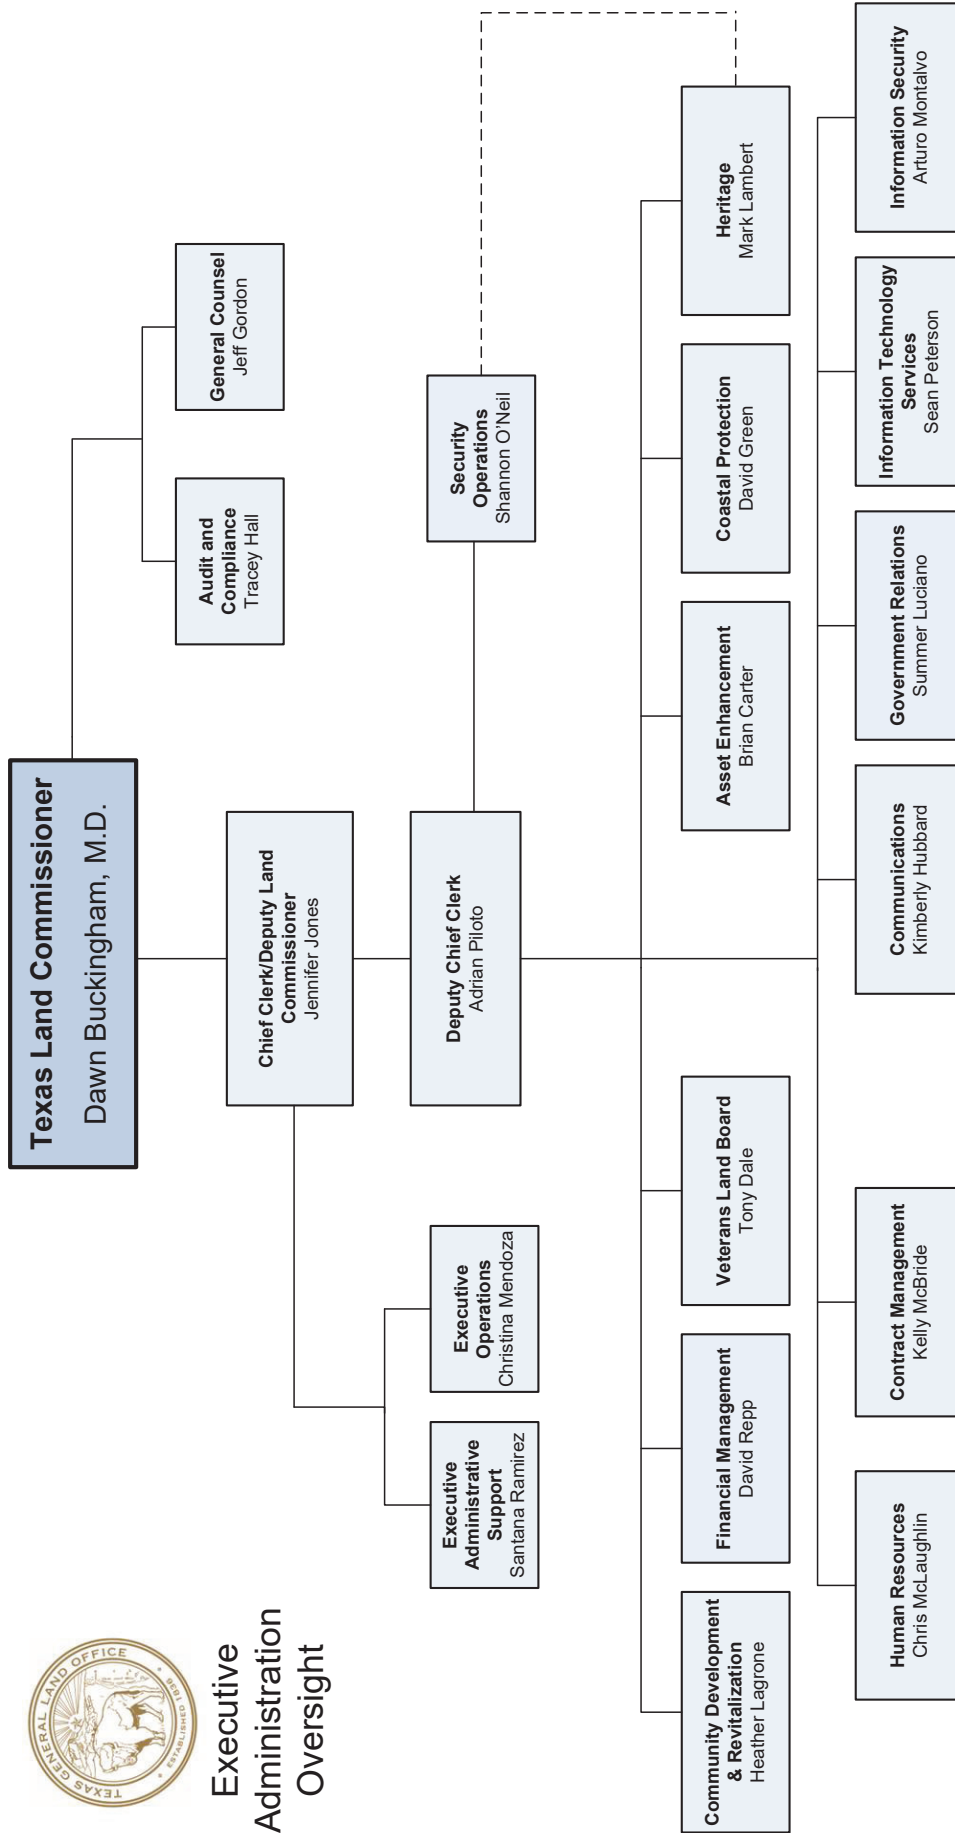 TEXAS GENERAL LAND OFFICE
ESTABLISHED 1836
Executive
Administration
Oversight
Texas Land Commissioner
Dawn Buckingham, M.D.
Audit and
Compliance
Tracey Hall
General Counsel
Jeff Gordon
Chief Clerk/Deputy Land
Commissioner
Jennifer Jones
Deputy Chief Clerk
Adrian Piloto
Executive
Administrative
Support
Santana Ramirez
Executive
Operations
Christina Mendoza
Security
Operations
Shannon O’Neil
Community Development
& Revitalization
Heather Lagrone
Financial Management
David Repp
Veterans Land Board
Tony Dale
Asset Enhancement
Brian Carter
Coastal Protection
David Green
Heritage
Mark Lambert
Human Resources
Chris McLaughlin
Contract Management
Kelly McBride
Communications
Kimberly Hubbard
Government Relations
Summer Luciano
Information Technology
Services
Sean Peterson
Information Security
Arturo Montalvo